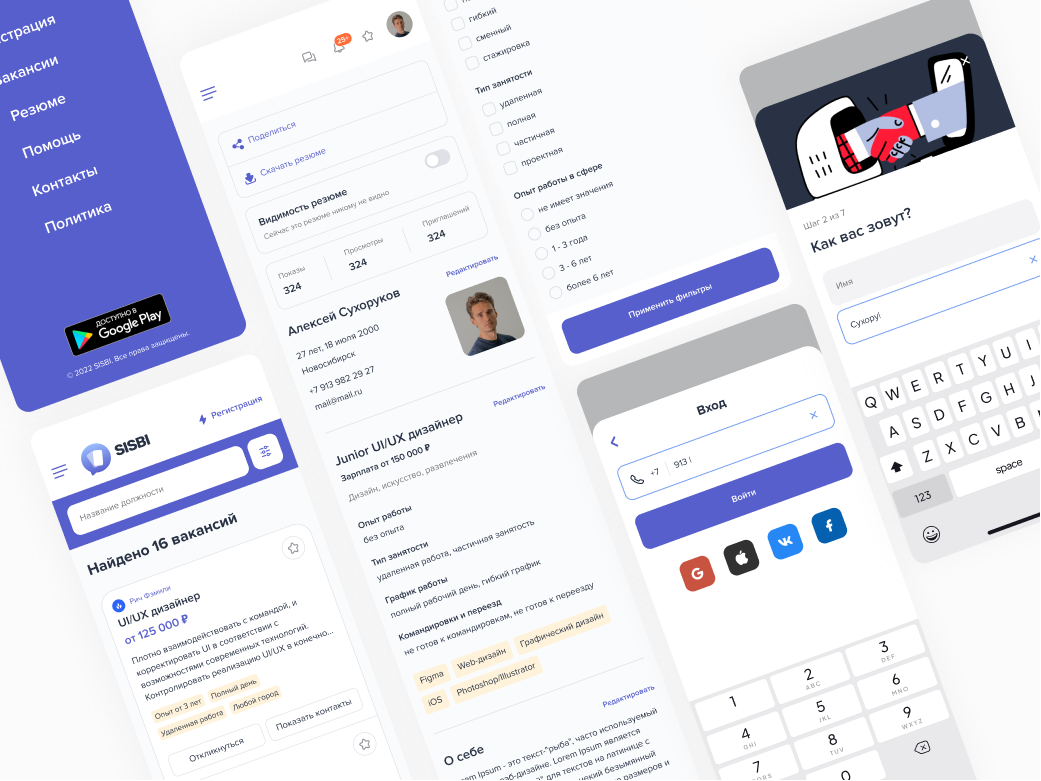 Вакансии
Резюме
Помощь
Контакты
Политика
ДОСТУПНО В
Google Play
© 2022 SISBI. Все права защищены.
SISBI
Регистрация
Название должности
Найдено 16 вакансий
Рич Фэмили
UI/UX дизайнер
от 125 000 ₽
Плотно взаимодействовать с командой, и
корректировать UI в соответствии с
возможностями современных технологий.
Контролировать реализацию UI/UX в конечно...
Опыт от 3 лет
Полный день
Удаленная работа
Любой город
Откликнуться
Показать контакты
25+
Поделиться
Скачать резюме
Видимость резюме
Сейчас это резюме никому не видно
Показы
324
Просмотры
324
Приглашений
324
Редактировать
Алексей Сухоруков
27 лет, 18 июля 2000
Новосибирск
+7 913 982 29 27
mail@mail.ru
Редактировать
Junior UI/UX дизайнер
Зарплата от 150 000 ₽
Дизайн, искусство, развлечения
Опыт работы
без опыта
Тип занятости
удаленная работа, частичная занятость
График работы
полный рабочий день, гибкий график
Командировки и переезд
не готов к командировкам, не готов к переезду
Figma
Web-дизайн
Графический дизайн
iOS
Photoshop/Illustrator
Редактировать
О себе
Ipsum - это текст-"рыба", часто используемый
Lorem Ipsum является
для текстов на латинице с
безымянный
размеров и
гибкий
сменный
стажировка
Тип занятости
удаленная
полная
частичная
проектная
Опыт работы в сфере
не имеет значения
без опыта
1 - 3 года
3 - 6 лет
более 6 лет
Применить фильтры
Вход
+7
913
Войти
G
1
2
ABC
3
DEF
4
GHI
5
JKL
6
MNO
7
8
TUV
9
WXYZ
0
Шаг 2 из 7
Как вас зовут?
Имя
Сухору
Q W E R T Y U I
A S D F G H J
Z X C V B
123
space